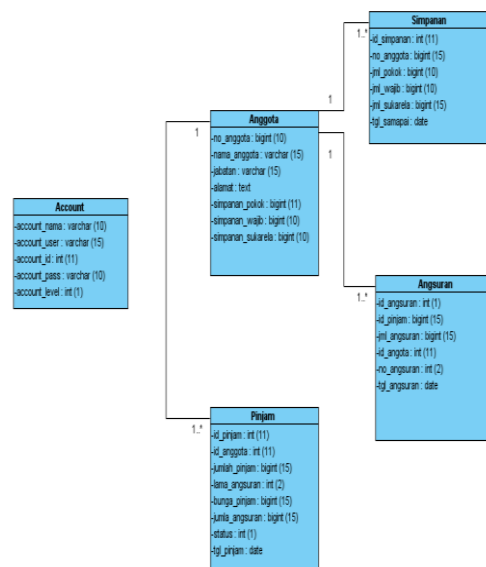 Simpanan
-id_simpanan : int (11)
-no_anggota : bigint (15)
-jml_pokok : bigint (10)
-jml_wajib : bigint (10)
-jml_sukarela : bigint (15)
-tgl_samapai : date
1..*
1
Anggota
-no_anggota : bigint (10)
-nama_anggota : varchar (15)
-jabatan : varchar (15)
-alamat : text
-simpanan_pokok : bigint (11)
-simpanan_wajib : bigint (10)
-simpanan_sukarela : bigint (10)
1
1
Account
-account_nama : varchar (10)
-account_user : varchar (15)
-account_id : int (11)
-account_pass : varchar (10)
-account_level : int (1)
Angsuran
-id_angsuran : int (1)
-id_pinjam : bigint (15)
-jml_angsuran : bigint (15)
-id_angota : int (11)
-no_angsuran : int (2)
-tgl_angsuran : date
1..*
Pinjam
-id_pinjam : int (11)
-id_anggota : int (11)
-jumlah_pinjam : bigint (15)
-lama_angsuran : int (2)
-bunga_pinjam : bigint (15)
-jumla_angsuran : bigint (15)
-status : int (1)
-tgl_pinjam : date
1..*